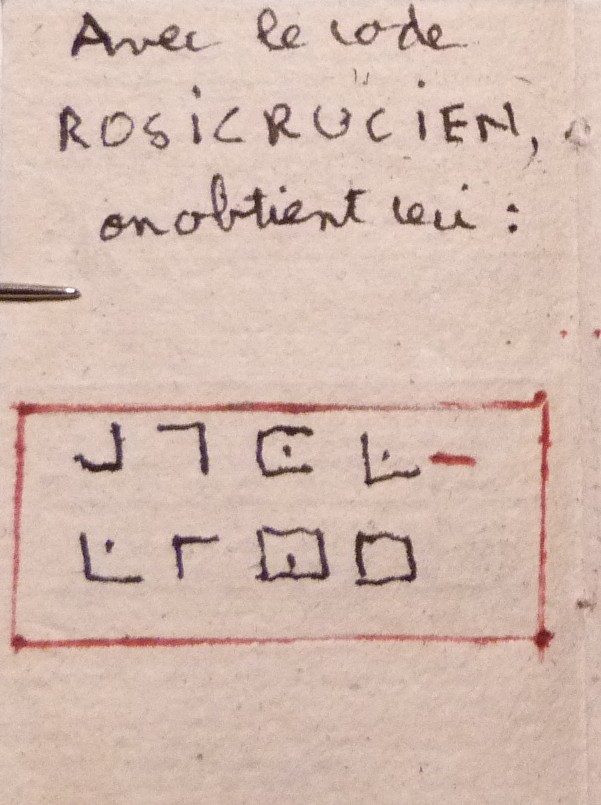 Avec le code
ROSICRUCIEN,
on obtient ceci :